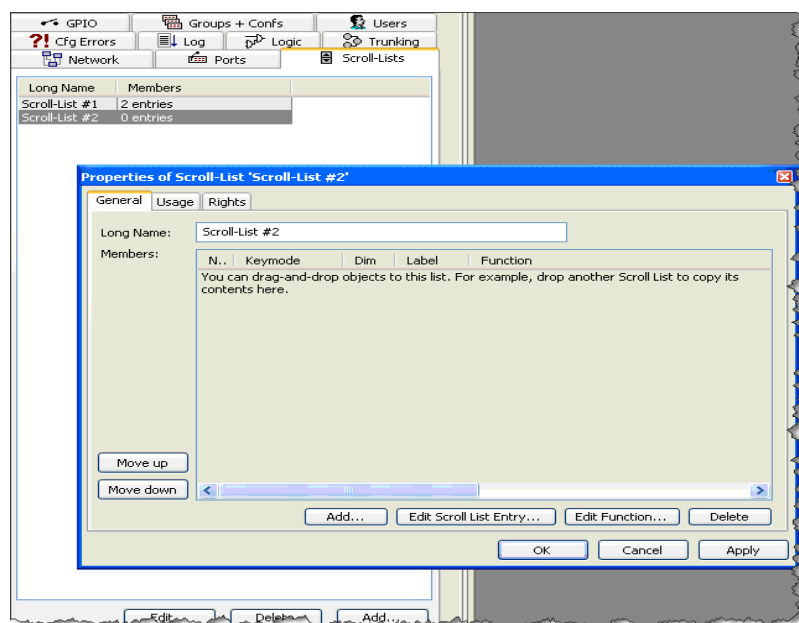 GPIO Groups + Confs Users
?! Cfg Errors Log Logic Trunking
Network Ports Scroll-Lists
Long Name Members
Scroll-List #1 2 entries
Scroll-List #2 0 entries
Properties of Scroll-List 'Scroll-List #2'
General Usage Rights
Long Name: Scroll-List #2
Members:
N.. Keymode Dim Label Function
You can drag-and-drop objects to this list. For example, drop another Scroll List to copy its
contents here.
Move up
Move down
Add... Edit Scroll List Entry... Edit Function... Delete
OK Cancel Apply
Edit... Delete Add...